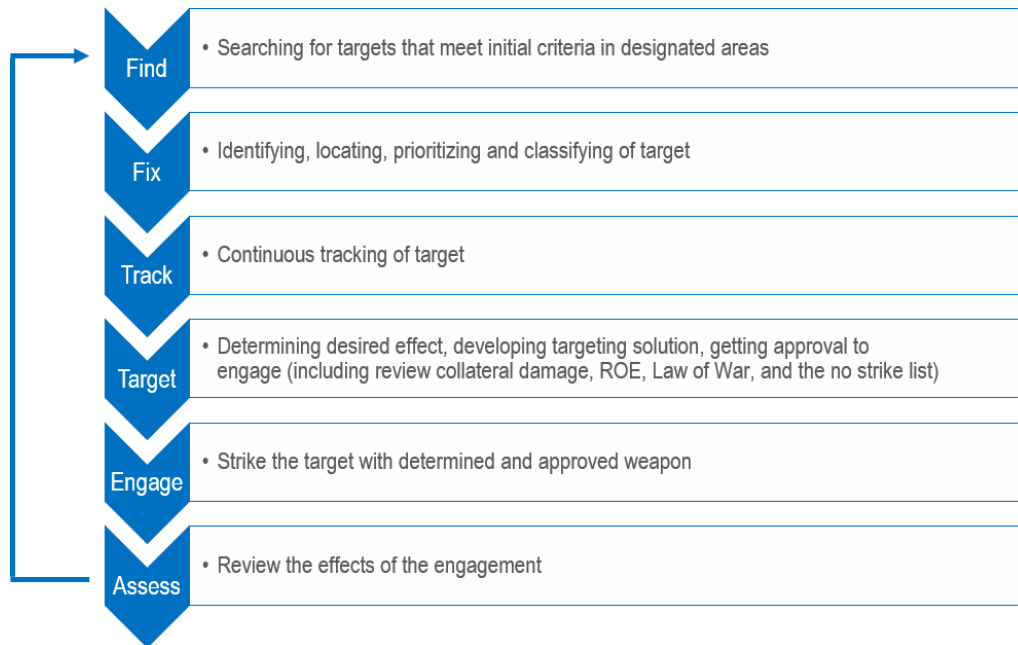 Find
• Searching for targets that meet initial criteria in designated areas
Fix
• Identifying, locating, prioritizing and classifying of target
Track
• Continuous tracking of target
Target
• Determining desired effect, developing targeting solution, getting approval to
engage (including review collateral damage, ROE, Law of War, and the no strike list)
Engage
• Strike the target with determined and approved weapon
Assess
• Review the effects of the engagement